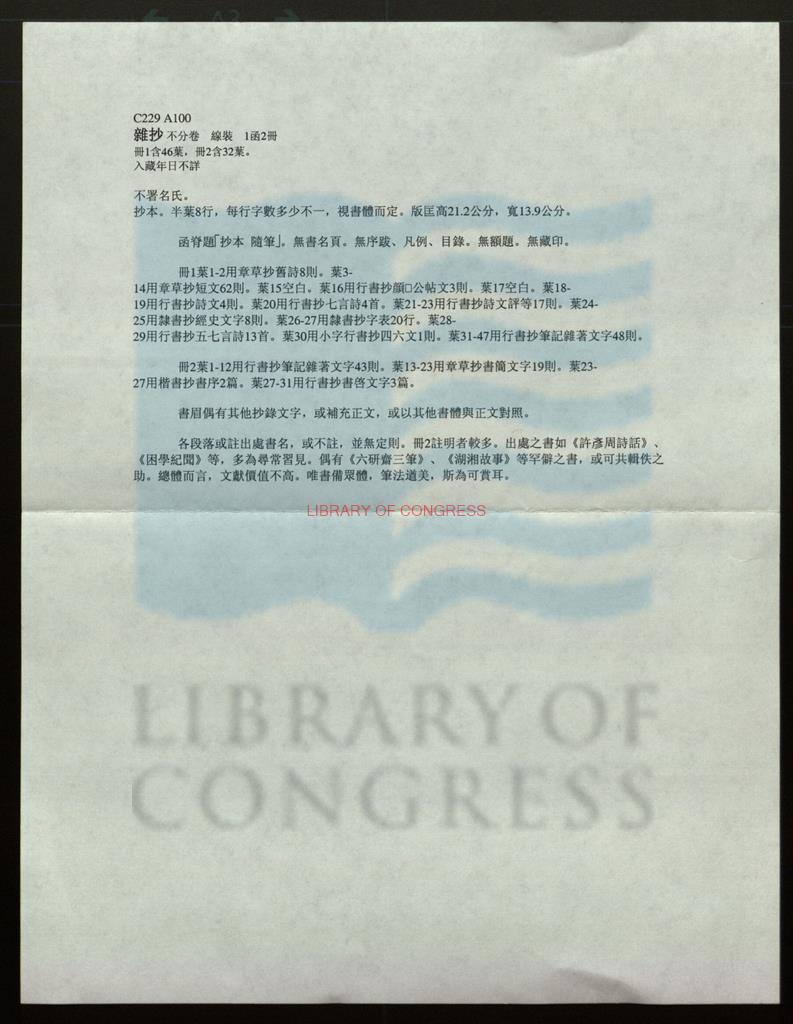 C229 A100
雜抄 不分卷 線裝 1函2冊
冊1含46葉，冊2含32葉。
入藏年日不詳
不署名氏。
抄本。半葉8行，每行字數多少不一，視書體而定。版匡高21.2公分，寬13.9公分。
函脊題「抄本 隨筆」。無書名頁。無序跋、凡例、目錄。無額題。無藏印。
冊1葉1-2用章草抄舊詩8則。葉3-
14用章草抄短文62則。葉15空白。葉16用行書抄顏□公帖文3則。葉17空白。葉18-
19用行書抄詩文4則。葉20用行書抄七言詩4首。葉21-23用行書抄詩文評等17則。葉24-
25用隸書抄經史文字8則。葉26-27用隸書抄字表20行。葉28-
29用行書抄五七言詩13首。葉30用小字行書抄四六文1則。葉31-47用行書抄筆記雜著文字48則。
冊2葉1-12用行書抄筆記雜著文字43則。葉13-23用章草抄書簡文字19則。葉23-
27用楷書抄書序2篇。葉27-31用行書抄書啓文字3篇。
書眉偶有其他抄錄文字，或補充正文，或以其他書體與正文對照。
各段落或註出處書名，或不註，並無定則。冊2註明者較多。出處之書如《許彥周詩話》、
《困學紀聞》等，多為尋常習見。偶有《六研齋三筆》、《湖湘故事》等罕僻之書，或可共輯佚之
助。總體而言，文獻價值不高。唯書備眾體，筆法遒美，斯為可賞耳。
LIBRARY OF CONGRESS
LIBRARY OF
CONGRESS